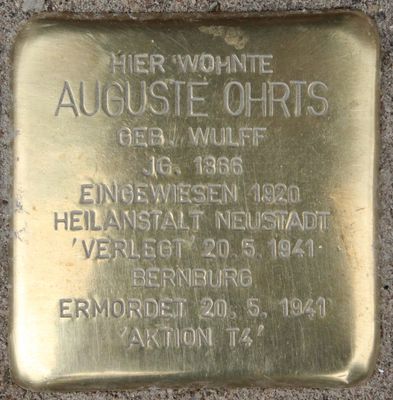 HIER WOHNTE
AUGUSTE OHRTS
GEB. WULFF
JG. 1866
EINGEWIESEN 1920
HEILANSTALT NEUSTADT
'VERLEGT' 20.5.1941
BERNBURG
ERMORDET 20.5.1941
'AKTION T4'